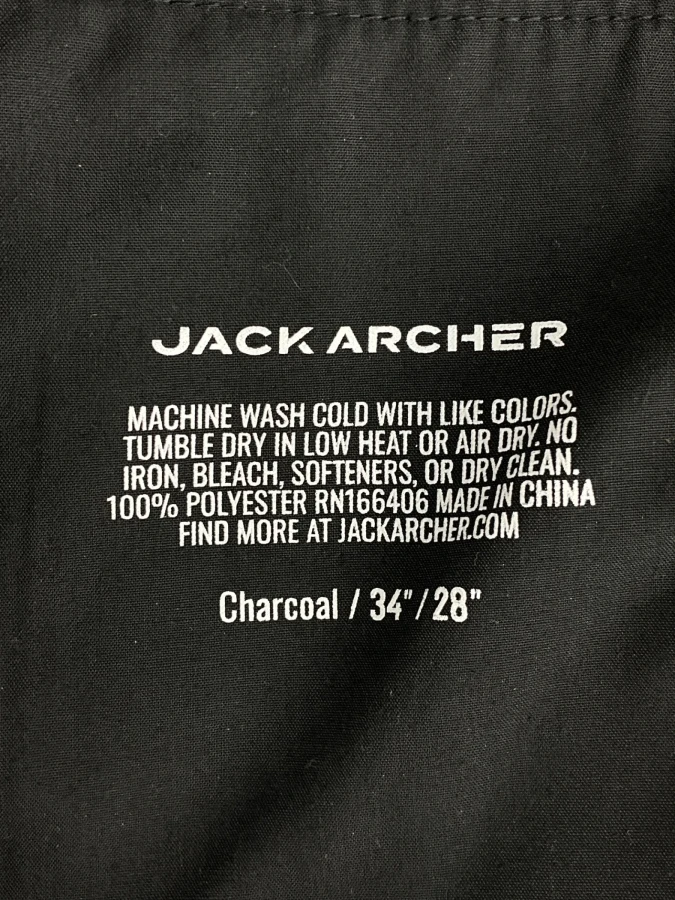 JACK ARCHER
MACHINE WASH COLD WITH LIKE COLORS.
TUMBLE DRY IN LOW HEAT OR AIR DRY. NO
IRON, BLEACH, SOFTENERS, OR DRY CLEAN.
100% POLYESTER RN166406 MADE IN CHINA
FIND MORE AT JACKARCHER.COM
Charcoal / 34"/28"